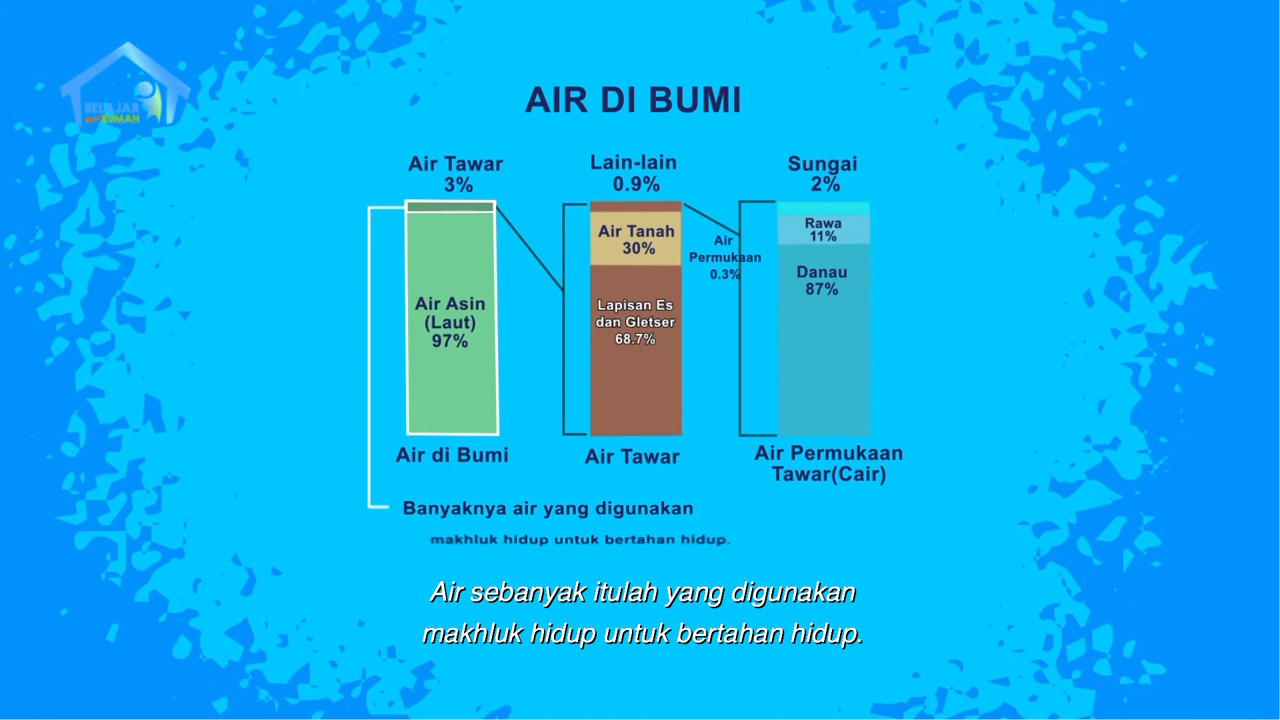 BELAJAR
dari RUMAH
AIR DI BUMI
Air Tawar
3%
Air Asin
(Laut)
97%
Air di Bumi
Lain-lain
0.9%
Air Tanah
30%
Lapisan Es
dan Gletser
68.7%
Air Tawar
Air
Permukaan
0.3%
Sungai
2%
Rawa
11%
Danau
87%
Air Permukaan
Tawar(Cair)
Banyaknya air yang digunakan
makhluk hidup untuk bertahan hidup.
Air sebanyak itulah yang digunakan
makhluk hidup untuk bertahan hidup.